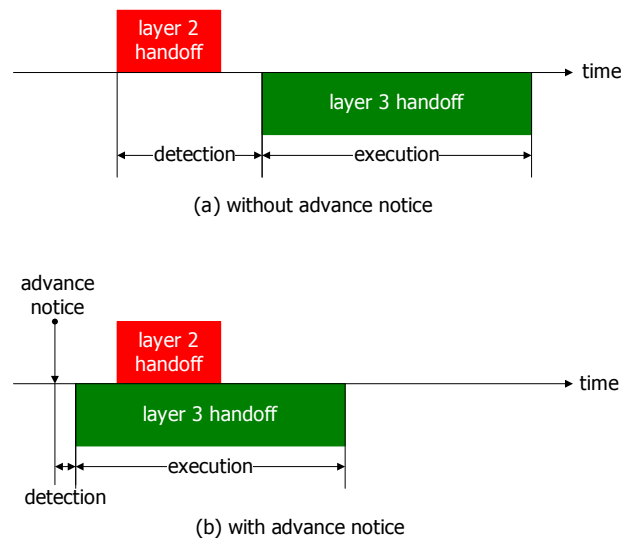 layer 2
handoff
time
layer 3 handoff
detection
execution
(a) without advance notice
advance
notice
layer 2
handoff
time
layer 3 handoff
execution
detection
(b) with advance notice